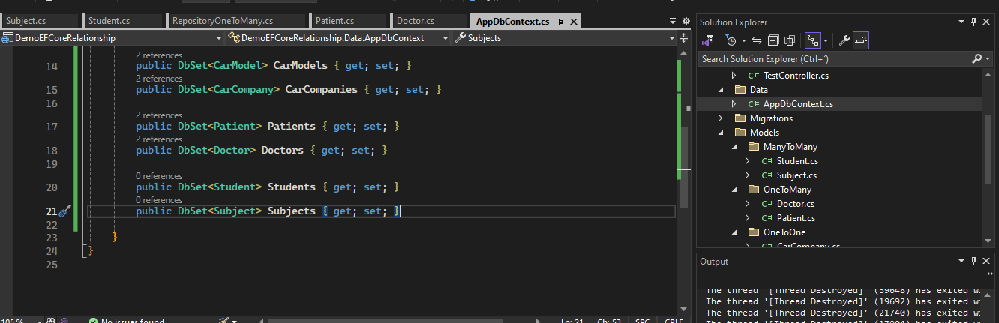 Subject.cs Student.cs RepositoryOneToMany.cs Patient.cs Doctor.cs AppDbContext.cs
DemoEFCoreRelationship DemoEFCoreRelationship.Data.AppDbContext Subjects
2 references
14 public DbSet<CarModel> CarModels { get; set; }
2 references
15 public DbSet<CarCompany> CarCompanies { get; set; }
16
2 references
17 public DbSet<Patient> Patients { get; set; }
2 references
18 public DbSet<Doctor> Doctors { get; set; }
19
0 references
20 public DbSet<Student> Students { get; set; }
0 references
21 public DbSet<Subject> Subjects { get; set; }
22
23 }
24 }
25
105 % No issues found Ln: 21 Ch: 53 SPC CRLF
Solution Explorer
Search Solution Explorer (Ctrl+´)
C# TestController.cs
Data
C# AppDbContext.cs
Migrations
Models
ManyToMany
C# Student.cs
C# Subject.cs
OneToMany
C# Doctor.cs
C# Patient.cs
OneToOne
C# CarCompany.cs
Output
The thread '[Thread Destroyed]' (39648) has exited wi
The thread '[Thread Destroyed]' (19692) has exited wi
The thread '[Thread Destroyed]' (21740) has exited wi